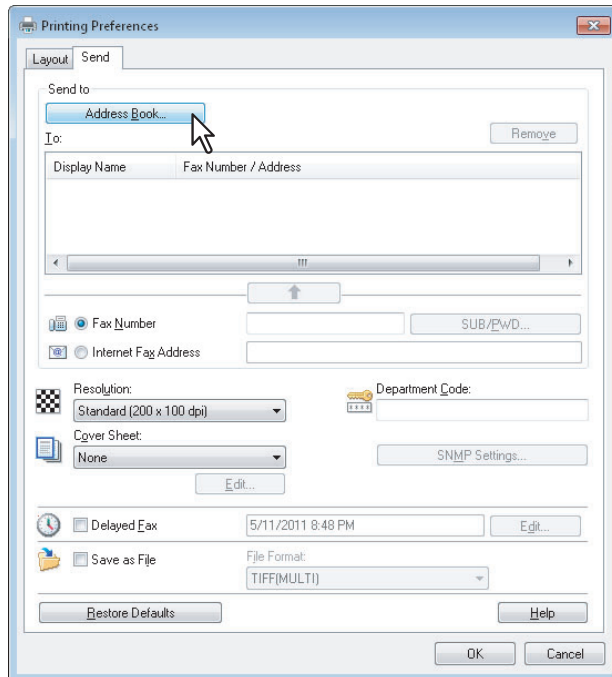 Printing Preferences
Layout Send
Send to
Address Book...
To:
Remove
Display Name Fax Number / Address
Fax Number
SUB/PWD...
Internet Fax Address
Resolution:
Department Code:
Standard (200 x 100 dpi)
Cover Sheet:
None
SNMP Settings...
Edit...
Delayed Fax
5/11/2011 8:48 PM
Edit...
Save as File
File Format:
TIFF(MULTI)
Restore Defaults
Help
OK
Cancel